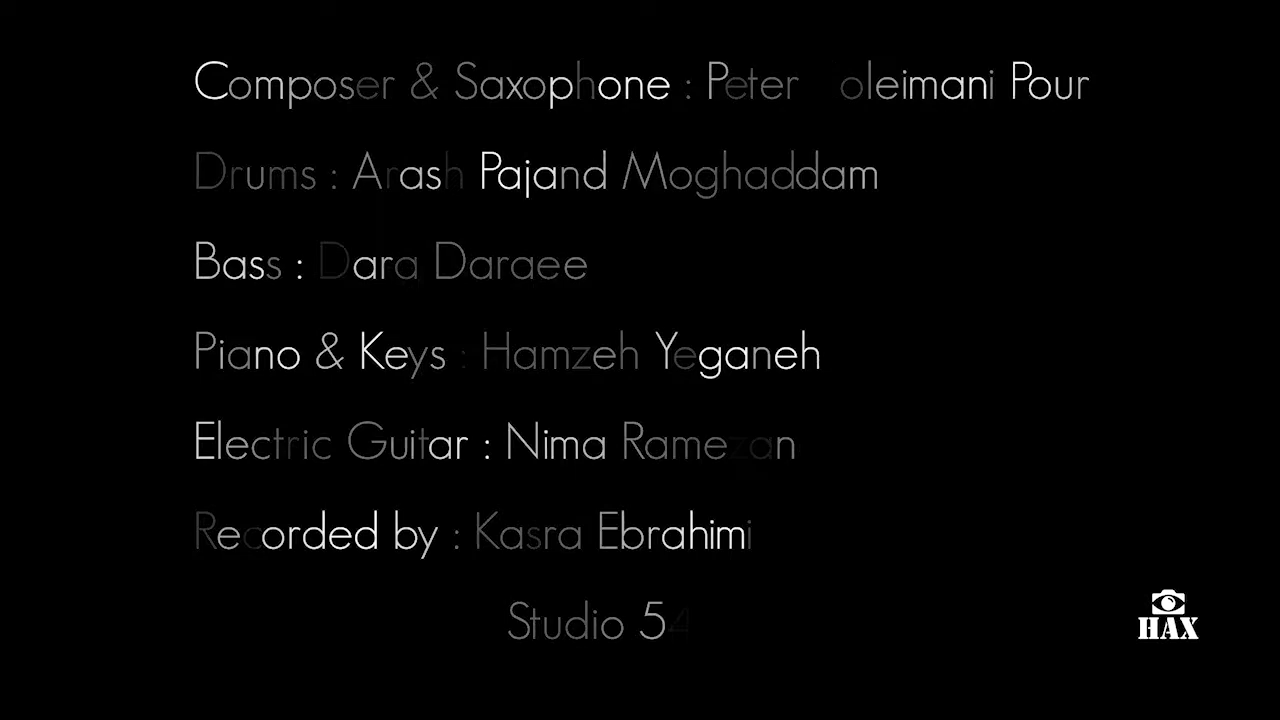 Composer & Saxophone : Peter oleimani Pour
Drums : Arash Pajand Moghaddam
Bass : Dara Daraee
Piano & Keys : Hamzeh Yeganeh
Electric Guitar : Nima Ramezan
Recorded by : Kasra Ebrahimi
Studio 54
HAX